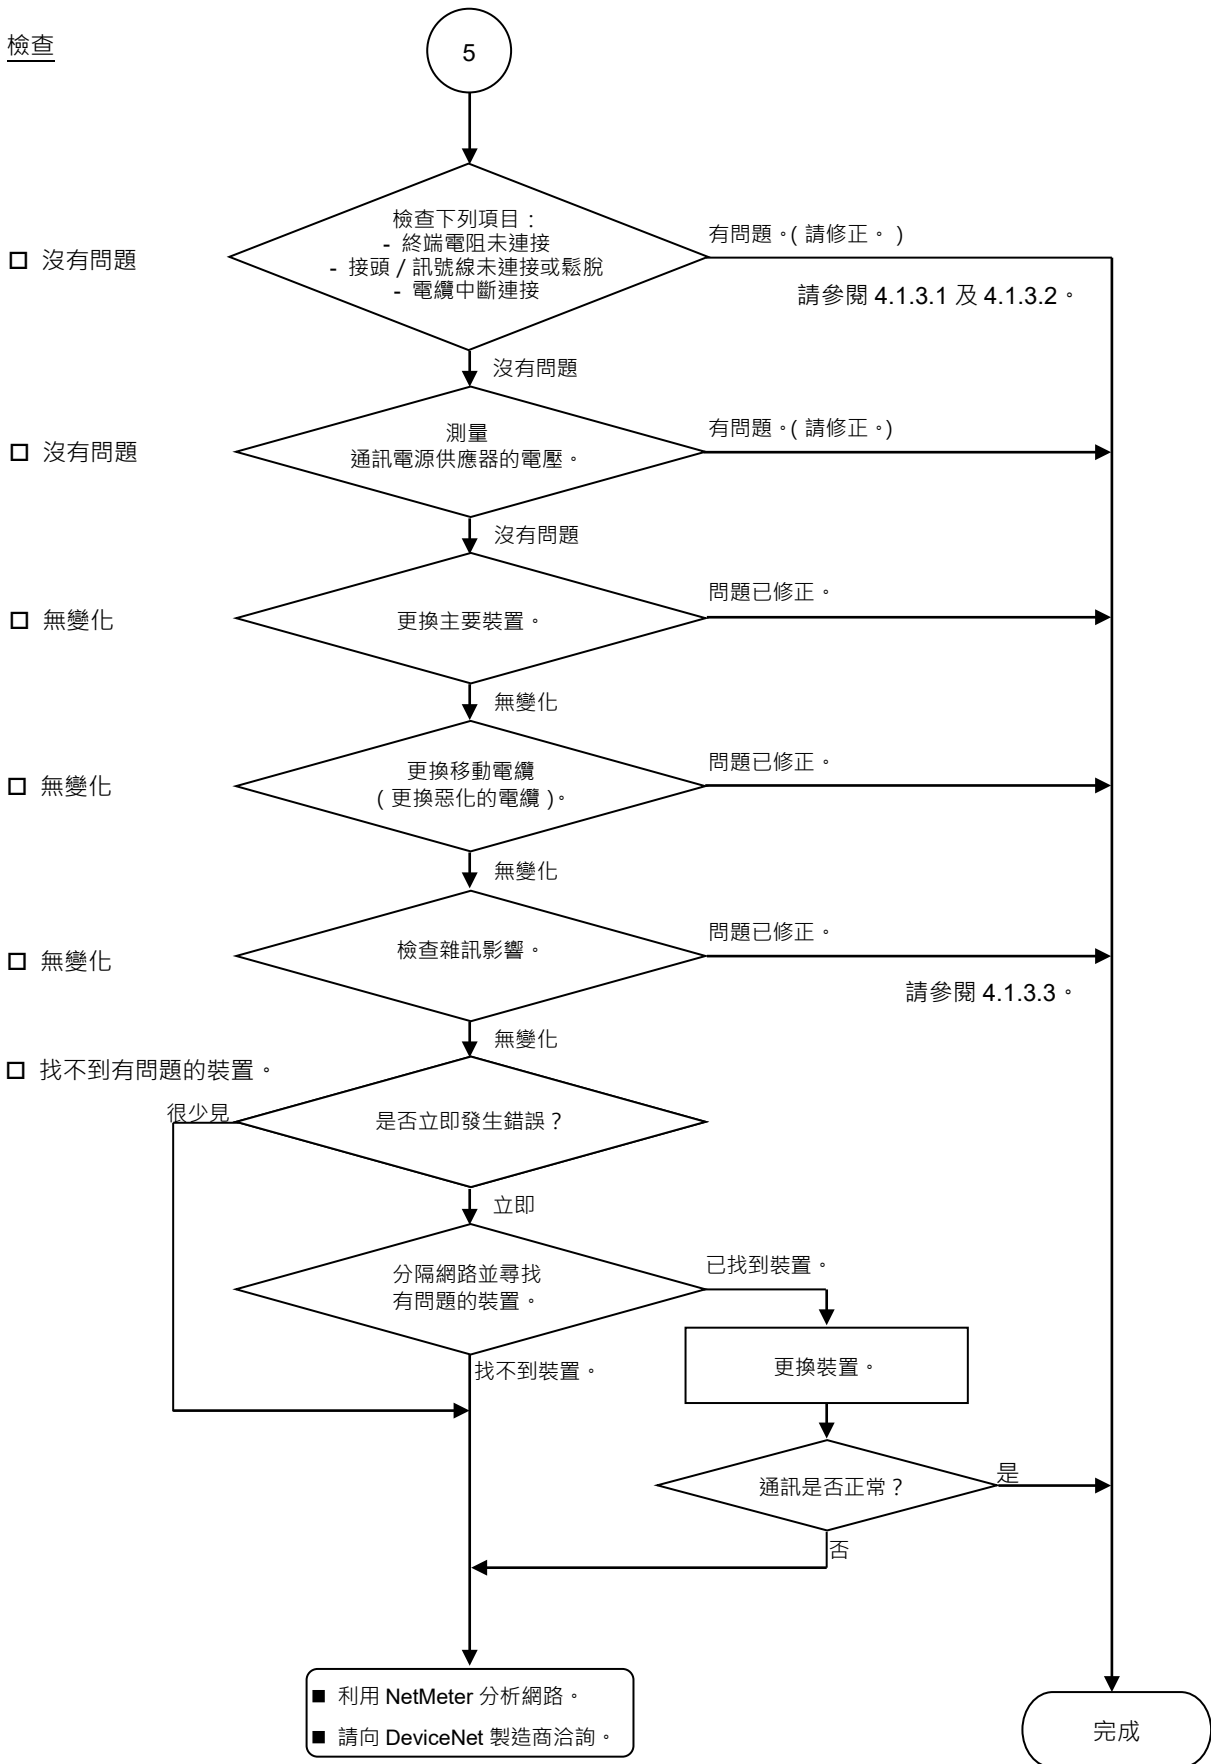 檢查
5
檢查下列項目：
- 終端電阻未連接
- 接頭 / 訊號線未連接或鬆脫
- 電纜中斷連接
有問題。( 請修正。 )
□ 沒有問題
請參閱 4.1.3.1 及 4.1.3.2。
沒有問題
測量
通訊電源供應器的電壓。
有問題。( 請修正。)
□ 沒有問題
沒有問題
問題已修正。
更換主要裝置。
□ 無變化
無變化
更換移動電纜
( 更換惡化的電纜 )。
問題已修正。
□ 無變化
無變化
檢查雜訊影響。
問題已修正。
□ 無變化
請參閱 4.1.3.3。
無變化
□ 找不到有問題的裝置。
很少見
是否立即發生錯誤？
立即
分隔網路並尋找
有問題的裝置。
已找到裝置。
找不到裝置。
更換裝置。
通訊是否正常？
是
否
■ 利用 NetMeter 分析網路。
■ 請向 DeviceNet 製造商洽詢。
完成